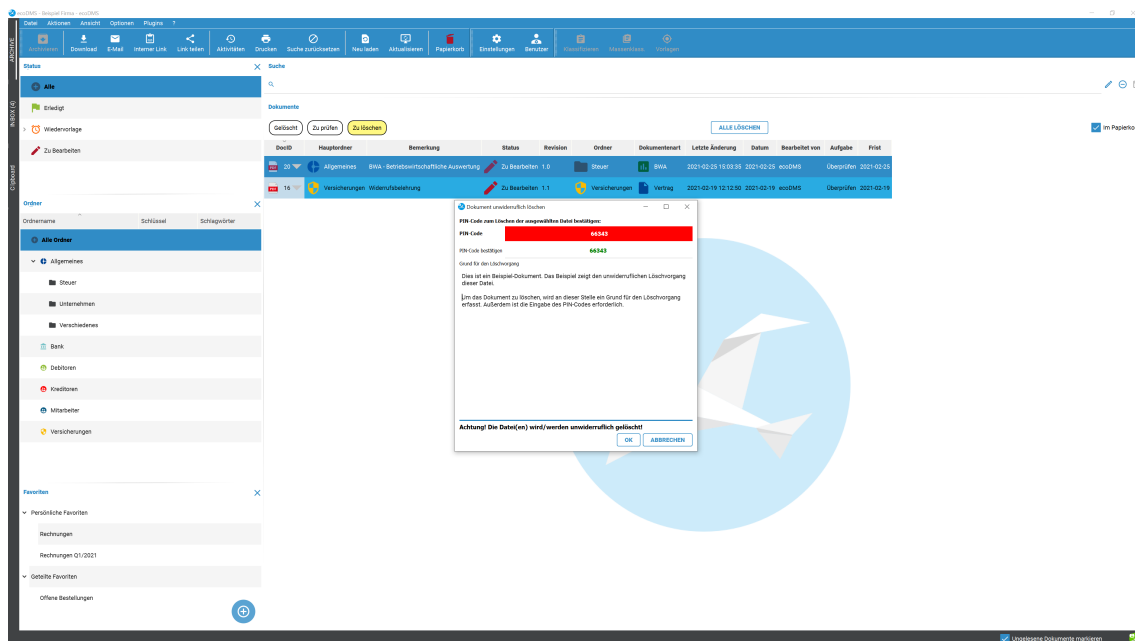 ecoDMS - Beispiel Firma - ecoDMS
Datei Aktionen Ansicht Optionen Plugins ?
Archivieren Download E-Mail Interner Link Link teilen Aktivitäten Drucken Suche zurücksetzen Neu laden Aktualisieren Papierkorb Einstellungen Benutzer Klassifizieren Massenklass. Vorlagen
ARCHIVE
INBOX (4)
Clipboard
Status
Alle
Erledigt
Wiedervorlage
Zu Bearbeiten
Ordner
Ordnername Schlüssel Schlagwörter
Alle Ordner
Allgemeines
Steuer
Unternehmen
Verschiedenes
Bank
Debitoren
Kreditoren
Mitarbeiter
Versicherungen
Favoriten
Persönliche Favoriten
Rechnungen
Rechnungen Q1/2021
Geteilte Favoriten
Offene Bestellungen
Suche
Dokumente
Gelöscht Zu prüfen Zu löschen ALLE LÖSCHEN Im Papierko
DocID Hauptordner Bemerkung Status Revision Ordner Dokumentenart Letzte Änderung Datum Bearbeitet von Aufgabe Frist
PDF 20 Allgemeines BWA - Betriebswirtschaftliche Auswertung Zu Bearbeiten 1.0 Steuer BWA 2021-02-25 15:03:35 2021-02-25 ecoDMS Überprüfen 2021-02-25
PDF 16 Versicherungen Widerrufsbelehrung Zu Bearbeiten 1.1 Versicherungen Vertrag 2021-02-19 12:12:50 2021-02-19 ecoDMS Überprüfen 2021-02-19
Dokument unwiderruflich löschen
PIN-Code zum Löschen der ausgewählten Datei bestätigen:
PIN-Code 66343
PIN-Code bestätigen 66343
Grund für den Löschvorgang
Dies ist ein Beispiel-Dokument. Das Beispiel zeigt den unwiderruflichen Löschvorgang
dieser Datei.
Um das Dokument zu löschen, wird an dieser Stelle ein Grund für den Löschvorgang
erfasst. Außerdem ist die Eingabe des PIN-Codes erforderlich.
Achtung! Die Datei(en) wird/werden unwiderruflich gelöscht!
OK ABBRECHEN
Ungelesene Dokumente markieren